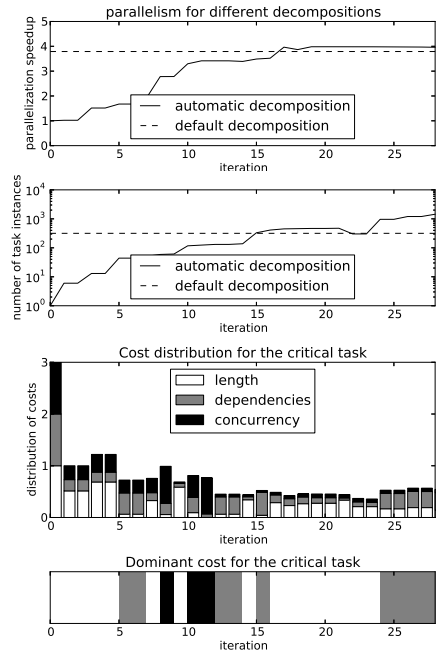 parallelism for different decompositions
parallelization speedup
5
4
3
2
1
0
automatic decomposition
default decomposition
0 5 10 15 20 25
iteration
number of task instances
10^4
10^3
10^2
10^1
10^0
automatic decomposition
default decomposition
0 5 10 15 20 25
iteration
Cost distribution for the critical task
distribution of costs
3
2
1
0
length
dependencies
concurrency
0 5 10 15 20 25
iteration
Dominant cost for the critical task
0 5 10 15 20 25
iteration